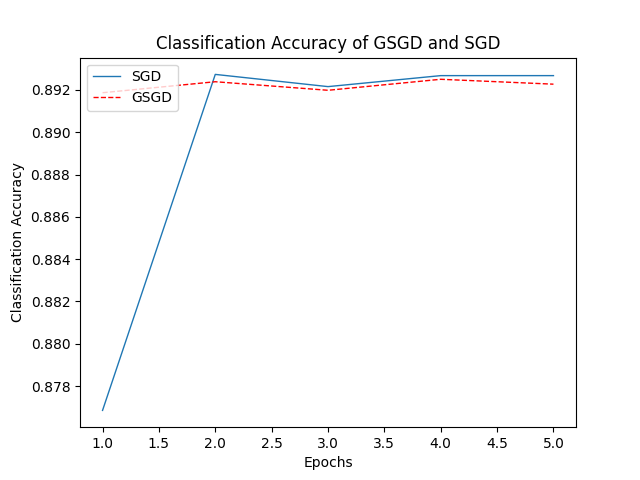 Classification Accuracy of GSGD and SGD
SGD
GSGD
Classification Accuracy
0.892
0.890
0.888
0.886
0.884
0.882
0.880
0.878
1.0 1.5 2.0 2.5 3.0 3.5 4.0 4.5 5.0
Epochs